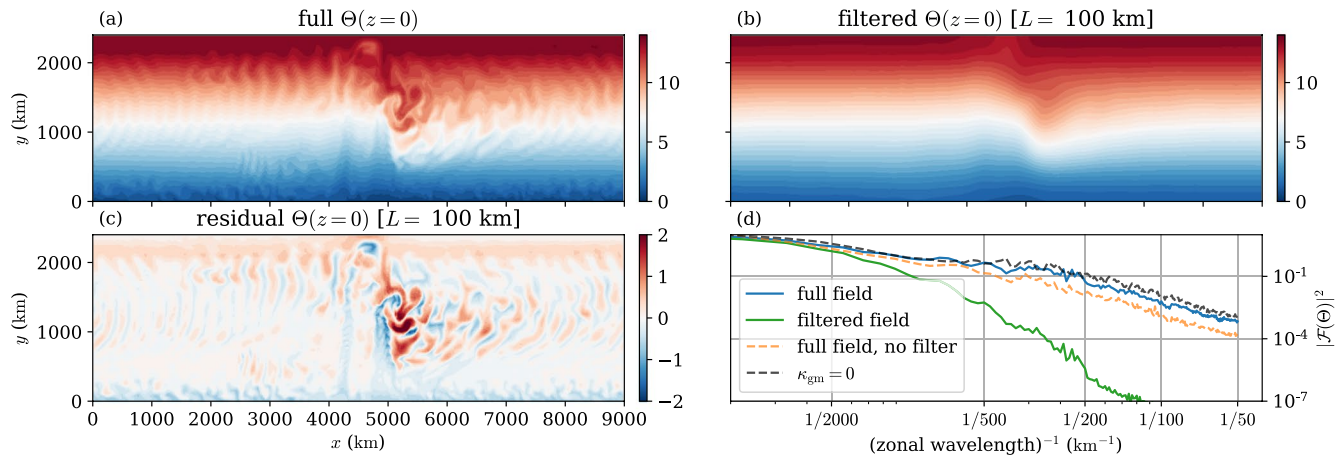 (a) full Θ(z=0)
2000
1000
0
y (km)
10
5
0
(b) filtered Θ(z=0) [L= 100 km]
10
5
0
(c) residual Θ(z=0) [L= 100 km]
2000
1000
0
y (km)
0 1000 2000 3000 4000 5000 6000 7000 8000 9000
x (km)
2
1
0
−1
−2
(d)
full field
filtered field
full field, no filter
κgm=0
10-1
10-4
10-7
|F(Θ)|2
1/2000 1/500 1/200 1/100 1/50
(zonal wavelength)−1 (km−1)